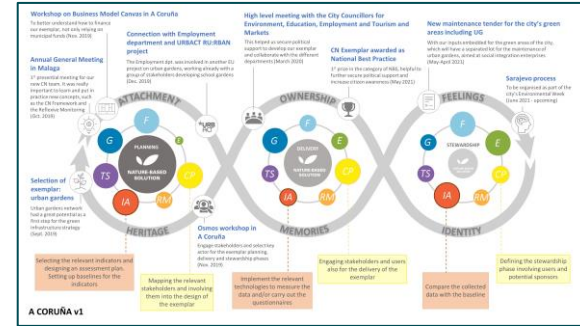 Workshop on Business Model Canvas in A Coruña
To better understand how to finance
our exemplar, not only relying on
municipal funds (Nov. 2019)
High level meeting with the City Councillors for
Environment, Education, Employment and Tourism and
Markets
This helped us secure political support to develop our exemplar and
collaborate with the different
departments (March 2020)
New maintenance tender for the city's green
areas including UG
With our inputs embedded for the green areas of the city,
which will have a separated lot for the maintenance of
urban gardens, aimed at social integration enterprises.
(May-April 2021)
Connection with Employment
department and URBACT RU:RBAN
project
The Employment dpt. was involved in another EU
project on urban gardens, working already with a
group of stakeholders developing school gardens
(Dec. 2019)
CN Exemplar awarded as
National Best Practice
1st prize in the category of NBS, helpful to
further secure political support and
increase citizen awareness (May 2021)
Annual General Meeting
in Malaga
1st presential meeting for our
new CN team. It was really
important to learn and put in
practice new concepts, such
as the CN Framework and
the Reflexive Monitoring
(Oct. 2019)
Sarajevo process
To be organised as part of the
city's Environmental Week
(June 2021 - upcoming)
ATTACHMENT
OWNERSHIP
FEELINGS
F
G
E
TS
CP
IA
RM
PLANNING
NATURE-BASED
SOLUTION
F
G
E
TS
CP
IA
RM
DELIVERY
NATURE-BASED
SOLUTION
F
G
E
TS
CP
IA
RM
STEWARDSHIP
Selection of
exemplar:
urban gardens
Urban gardens network
had a great potential as a
first step for the green
infrastructure strategy
(Sept. 2019)
HERITAGE
MEMORIES
IDENTITY
Osmos workshop in
A Coruña
Engage stakeholders and select key
actor for the exemplar planning,
delivery and stewardship phases
(Nov. 2019)
Selecting the relevant indicators and
designing an assessment plan.
Setting up baselines for the
indicators
Mapping the relevant
stakeholders and involving
them into the design of
the exemplar
Implement the relevant
technologies to measure the
data and/or carry out the
questionnaires
Engaging stakeholders and users
also for the delivery of the
exemplar
Compare the collected
data with the baseline
Defining the stewardship
phase involving users and
potential sponsors
A CORUÑA v1